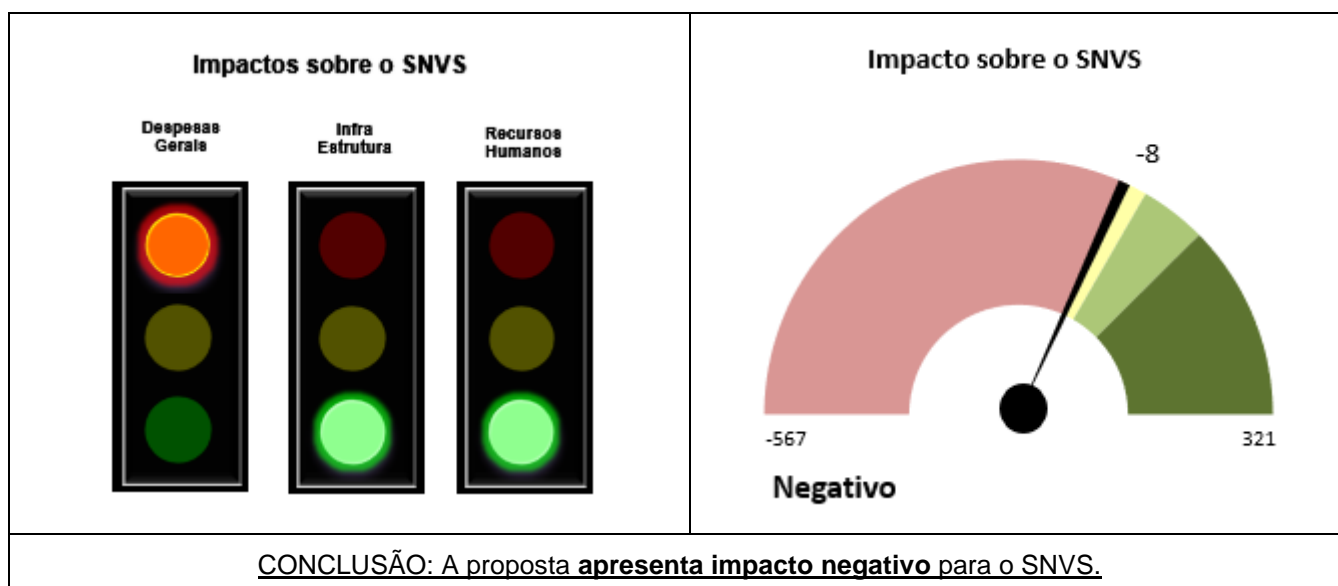 Impactos sobre o SNVS
Despesas
Gerais
Infra
Estrutura
Recursos
Humanos
Impacto sobre o SNVS
-8
-567
321
Negativo
CONCLUSÃO: A proposta apresenta impacto negativo para o SNVS.